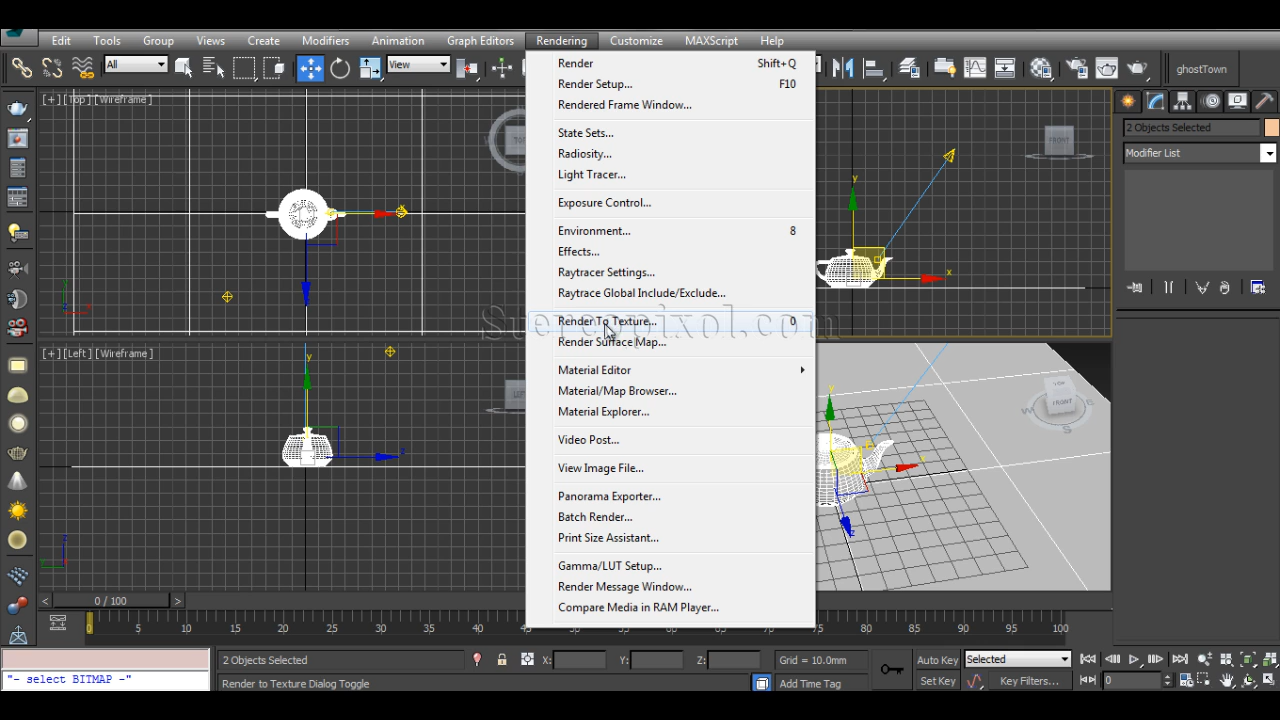 Edit Tools Group Views Create Modifiers Animation Graph Editors Rendering Customize MAXScript Help
All
View
ghostTown
Render Shift+Q
Render Setup... F10
Rendered Frame Window...
State Sets...
Radiosity...
Light Tracer...
Exposure Control...
Environment... 8
Effects...
Raytracer Settings...
Raytrace Global Include/Exclude...
Render To Texture... 0
Render Surface Map...
Material Editor
Material/Map Browser...
Material Explorer...
Video Post...
View Image File...
Panorama Exporter...
Batch Render...
Print Size Assistant...
Gamma/LUT Setup...
Render Message Window...
Compare Media in RAM Player...
[+][Top][Wireframe]
[+][Left][Wireframe]
FRONT
y
x
FRONT
W
S
y
z
y
z
2 Objects Selected
Modifier List
Stereopixol.com
< 0 / 100 >
0 5 10 15 20 25 30 35 40 75 80 85 90 95 100
2 Objects Selected
X: Y: Z:
Grid = 10.0mm
Auto Key Selected
"- select BITMAP -"
Render to Texture Dialog Toggle
Add Time Tag
Set Key Key Filters... 0